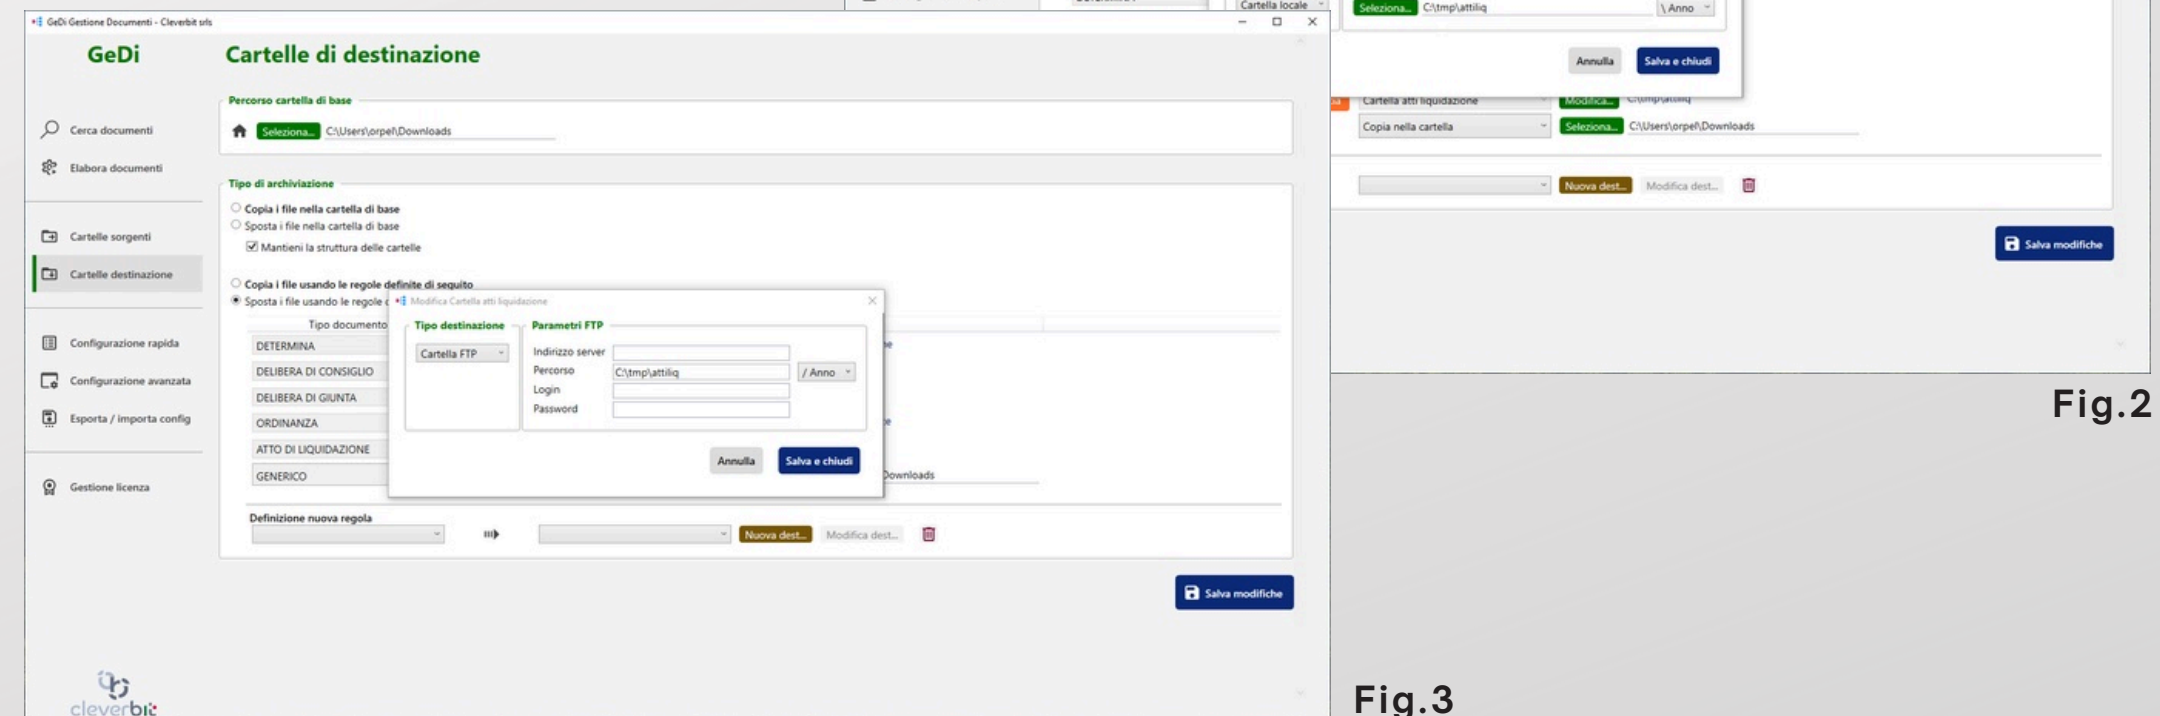 GeDi Gestione Documenti - Cleverbit srls
GeDi
Cartelle di destinazione
Cerca documenti
Elabora documenti
Cartelle sorgenti
Cartelle destinazione
Configurazione rapida
Configurazione avanzata
Esporta / importa config
Gestione licenza
cleverbit
Percorso cartella di base
Seleziona... C:\Users\orpel\Downloads
Tipo di archiviazione
Copia i file nella cartella di base
Sposta i file nella cartella di base
Mantieni la struttura delle cartelle
Copia i file usando le regole definite di seguito
Sposta i file usando le regole
Tipo documento
DETERMINA
DELIBERA DI CONSIGLIO
DELIBERA DI GIUNTA
ORDINANZA
ATTO DI LIQUIDAZIONE
GENERICO
Downloads
Modifica Cartella atti liquidazione
Tipo destinazione
Cartella FTP
Parametri FTP
Indirizzo server
Percorso C:\tmp\attiliq / Anno
Login
Password
Annulla Salva e chiudi
Definizione nuova regola
Nuova dest... Modifica dest...
Salva modifiche
Cartella locale
Seleziona... C:\tmp\attiliq \ Anno
Annulla Salva e chiudi
Cartella atti liquidazione Modifica... C:\tmp\attiliq
Copia nella cartella Seleziona... C:\Users\orpel\Downloads
Nuova dest... Modifica dest...
Salva modifiche
Fig.2
Fig.3